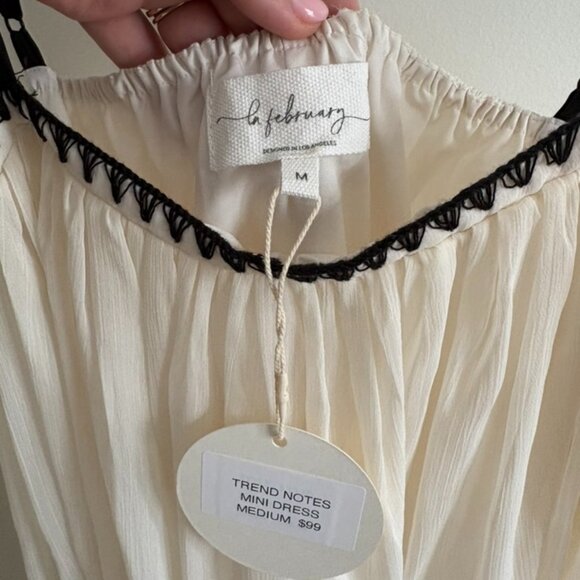 la february
DESIGNED IN LOS ANGELES
M
TREND NOTES
MINI DRESS
MEDIUM $99